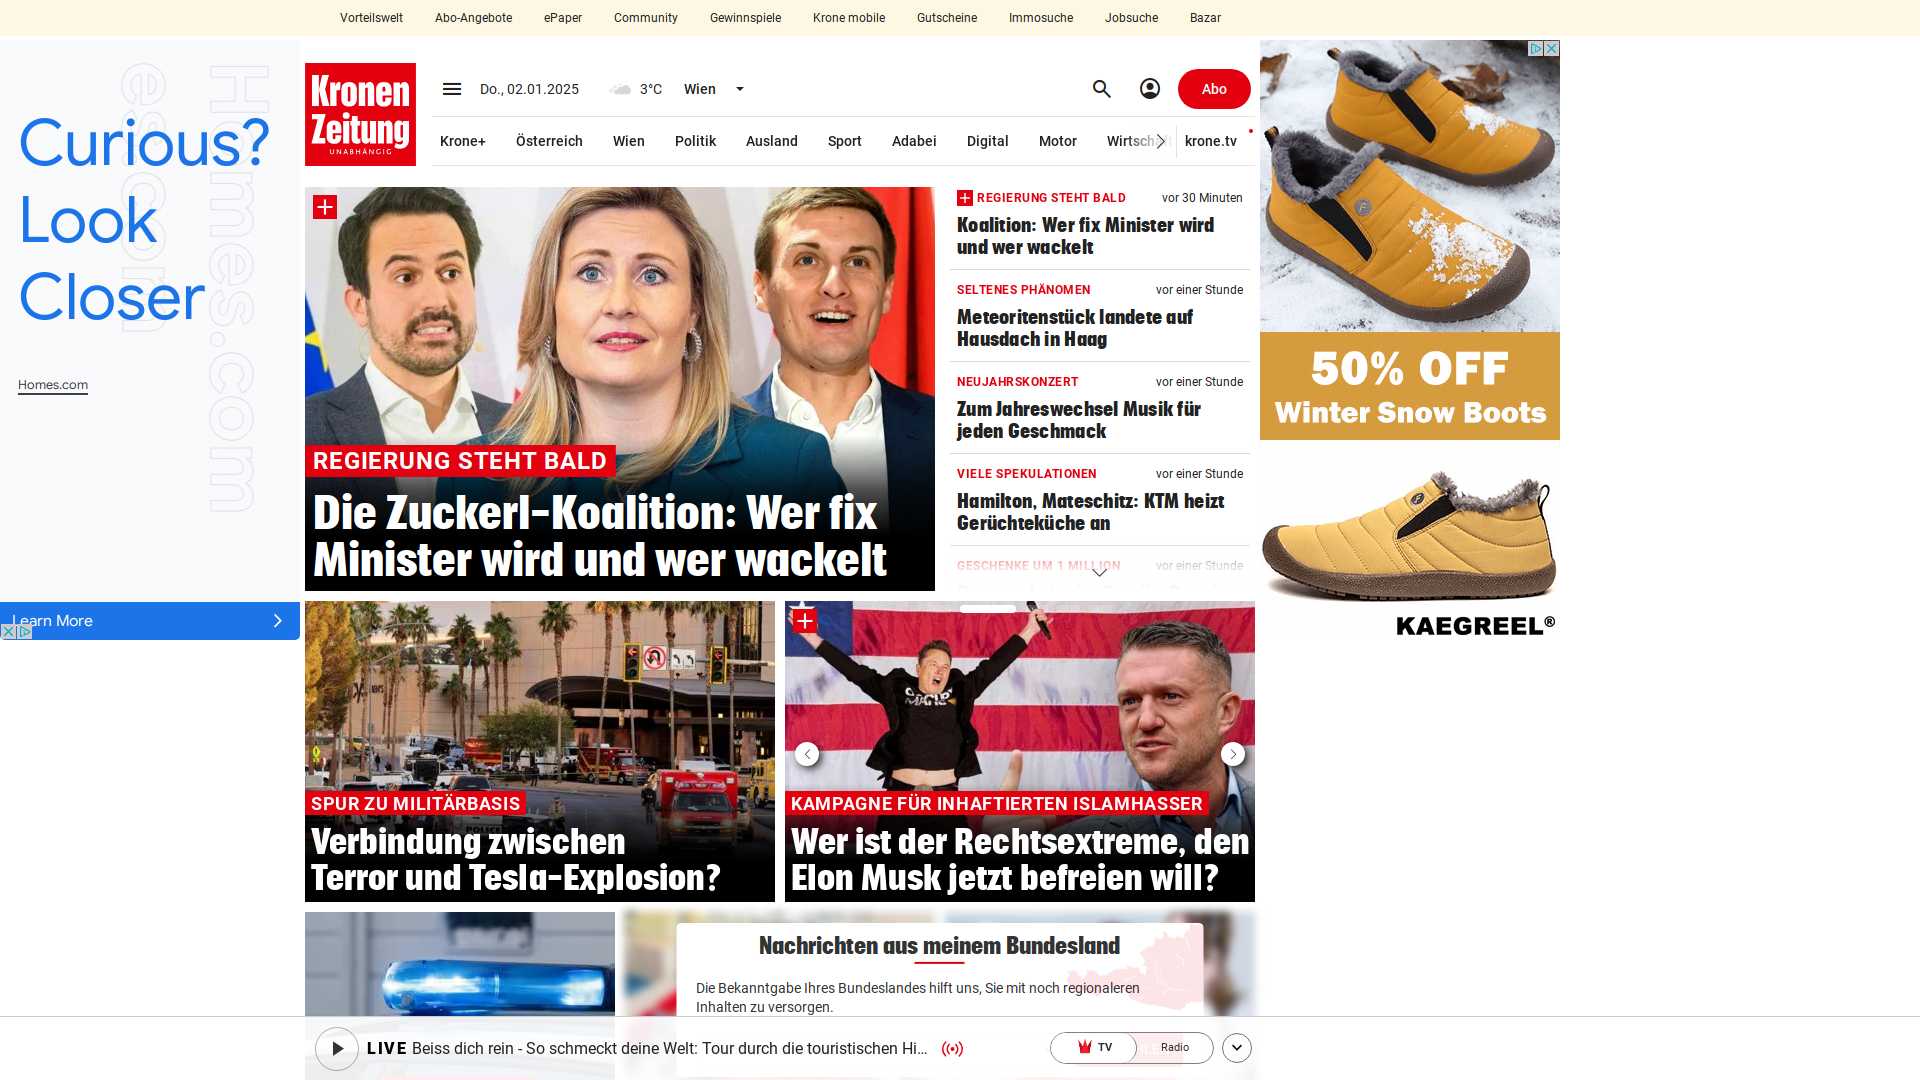 Vorteilswelt Abo-Angebote ePaper Community Gewinnspiele Krone mobile Gutscheine Immosuche Jobsuche Bazar
Homes.com
Curious?
Look
Closer
Homes.com
Learn More
Kronen
Zeitung
UNABHÄNGIG
Do., 02.01.2025 3°C Wien
Abo
Krone+ Österreich Wien Politik Ausland Sport Adabei Digital Motor krone.tv
REGIERUNG STEHT BALD
Die Zuckerl-Koalition: Wer fix
Minister wird und wer wackelt
REGIERUNG STEHT BALD vor 30 Minuten
Koalition: Wer fix Minister wird
und wer wackelt
SELTENES PHÄNOMEN vor einer Stunde
Meteoritenstück landete auf
Hausdach in Haag
NEUJAHRSKONZERT vor einer Stunde
Zum Jahreswechsel Musik für
jeden Geschmack
VIELE SPEKULATIONEN vor einer Stunde
Hamilton, Mateschitz: KTM heizt
Gerüchteküche an
GESCHENKE UM 1 MILLION vor einer Stunde
50% OFF
Winter Snow Boots
KAEGREEL®
SPUR ZU MILITÄRBASIS
Verbindung zwischen
Terror und Tesla-Explosion?
OCCUPY
MARS
KAMPAGNE FÜR INHAFTIERTEN ISLAMHASSER
Wer ist der Rechtsextreme, den
Elon Musk jetzt befreien will?
Nachrichten aus meinem Bundesland
Die Bekanntgabe Ihres Bundeslandes hilft uns, Sie mit noch regionaleren
Inhalten zu versorgen.
LIVE Beiss dich rein - So schmeckt deine Welt: Tour durch die touristischen Hi...
TV Radio